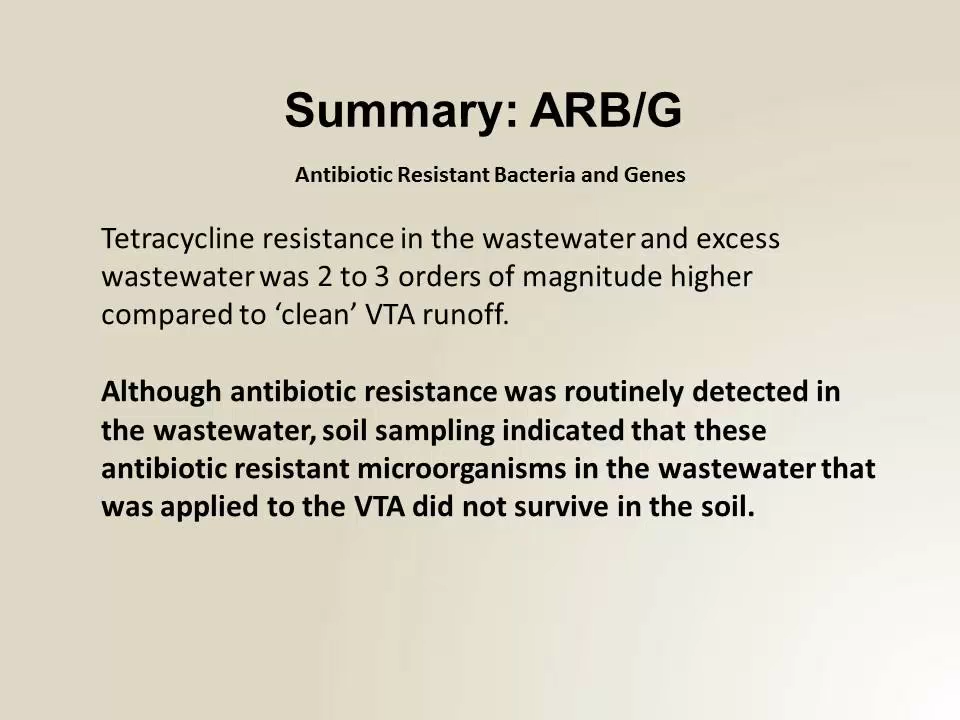 Summary: ARB/G
Antibiotic Resistant Bacteria and Genes
Tetracycline resistance in the wastewater and excess
wastewater was 2 to 3 orders of magnitude higher
compared to ‘clean’ VTA runoff.
Although antibiotic resistance was routinely detected in
the wastewater, soil sampling indicated that these
antibiotic resistant microorganisms in the wastewater that
was applied to the VTA did not survive in the soil.